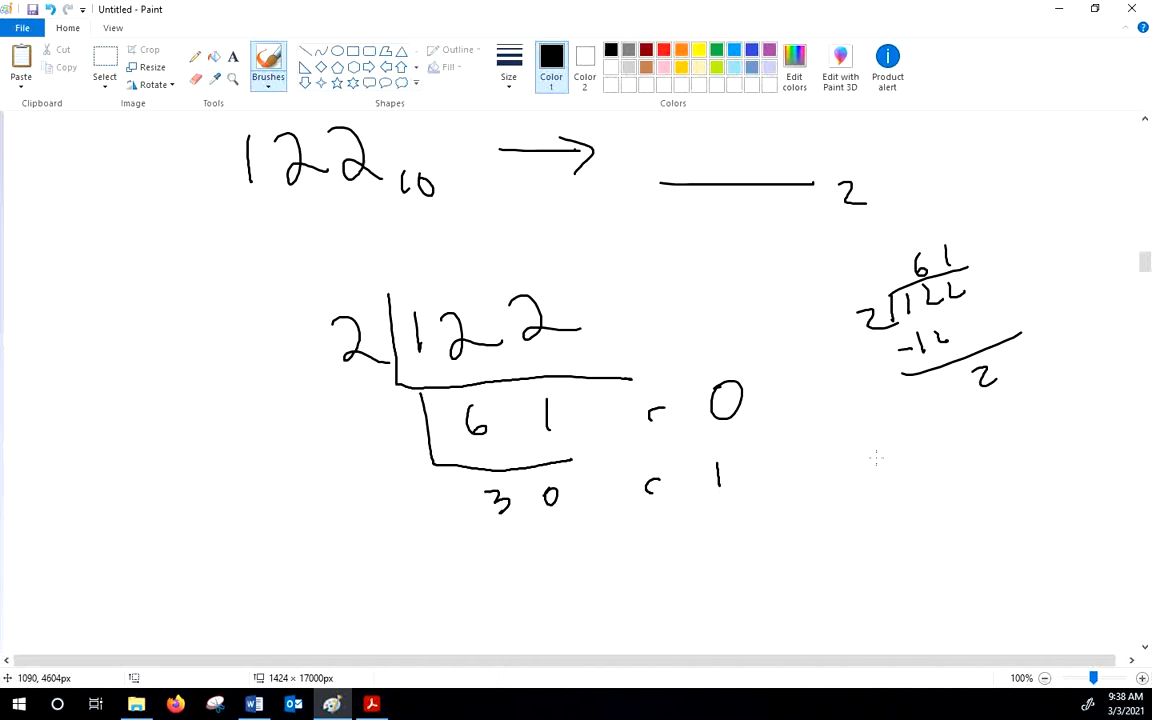 Untitled - Paint
File Home View
Cut Crop Outline
Paste Copy Select Resize Fill Brushes Size Color 1 Color 2 Edit colors Edit with Paint 3D Product alert
Rotate A
Clipboard Image Tools Shapes Colors
122₁₀ → ____ ₂
61
2 122
-12
2
2 122
61 r 0
30 r 1
1090, 4604px 1424 × 17000px 100%
9:38 AM
3/3/2021